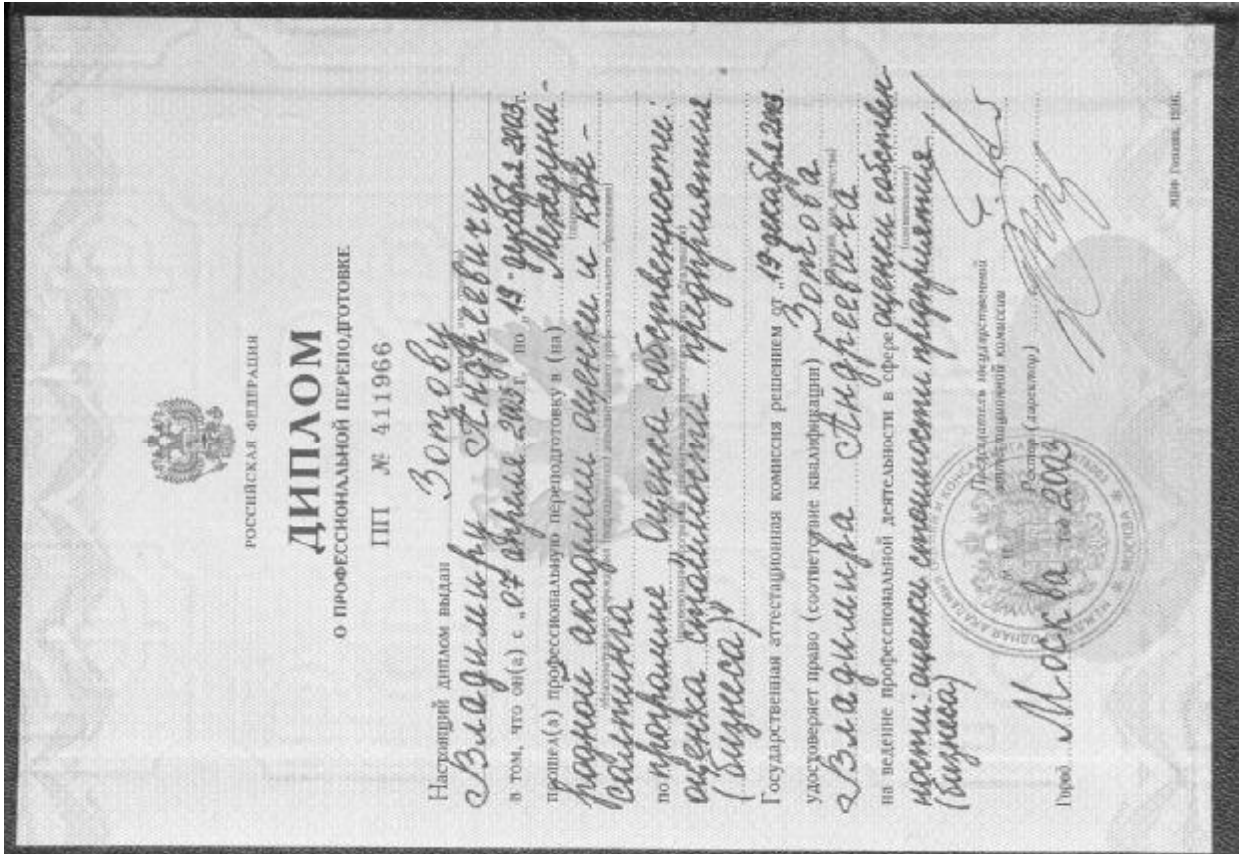 РОССИЙСКАЯ ФЕДЕРАЦИЯ
ДИПЛОМ
О ПРОФЕССИОНАЛЬНОЙ ПЕРЕПОДГОТОВКЕ
ПП № 411966
Настоящий диплом выдан Зотову
Владимиру Андреевичу
в том, что он(а) с „07 апреля 2003 г. по „19 декабря 2003 г.
прошел(а) профессиональную переподготовку в (на) Междуна-
родной академии оценки и кон-
салтинга
по программе Оценка собственности:
оценка стоимости предприятия
(бизнеса)
Государственная аттестационная комиссия решением от „19 декабря 2003
удостоверяет право (соответствие квалификации) Зотова
Владимира Андреевича
на ведение профессиональной деятельности в сфере оценки собствен
ности: оценки стоимости предприятия
(бизнеса)
Председатель государственной
аттестационной комиссии
Ректор (директор)
Город Москва 2003
МОСКВА